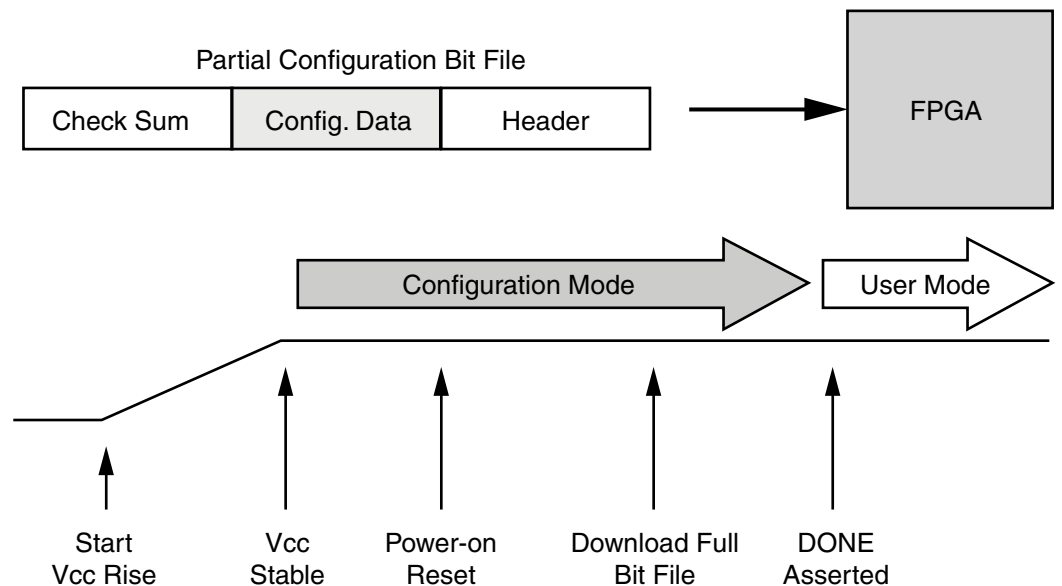 Partial Configuration Bit File
Check Sum
Config. Data
Header
FPGA
Configuration Mode
User Mode
Start
Vcc Rise
Vcc
Stable
Power-on
Reset
Download Full
Bit File
DONE
Asserted